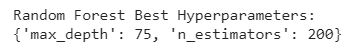 Random Forest Best Hyperparameters:
{'max_depth': 75, 'n_estimators': 200}